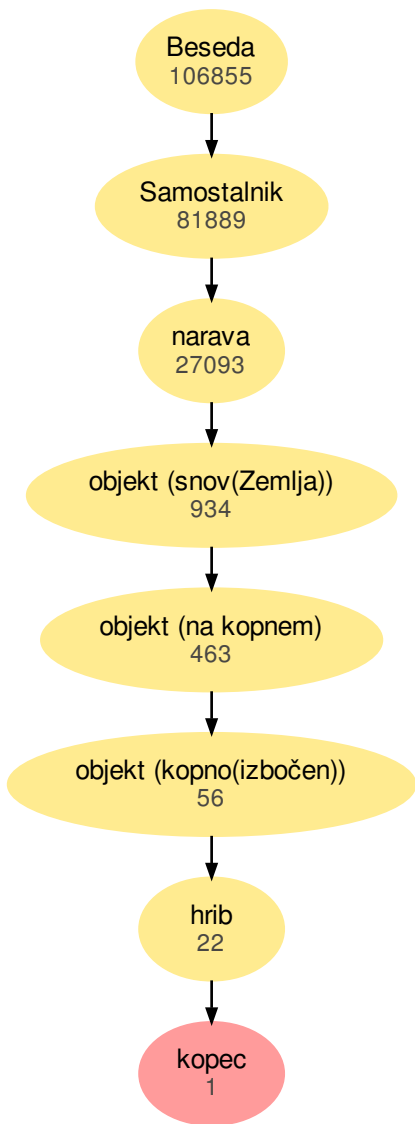 Beseda
106855
Samostalnik
81889
narava
27093
objekt (snov(Zemlja))
934
objekt (na kopnem)
463
objekt (kopno(izbočen))
56
hrib
22
kopec
1